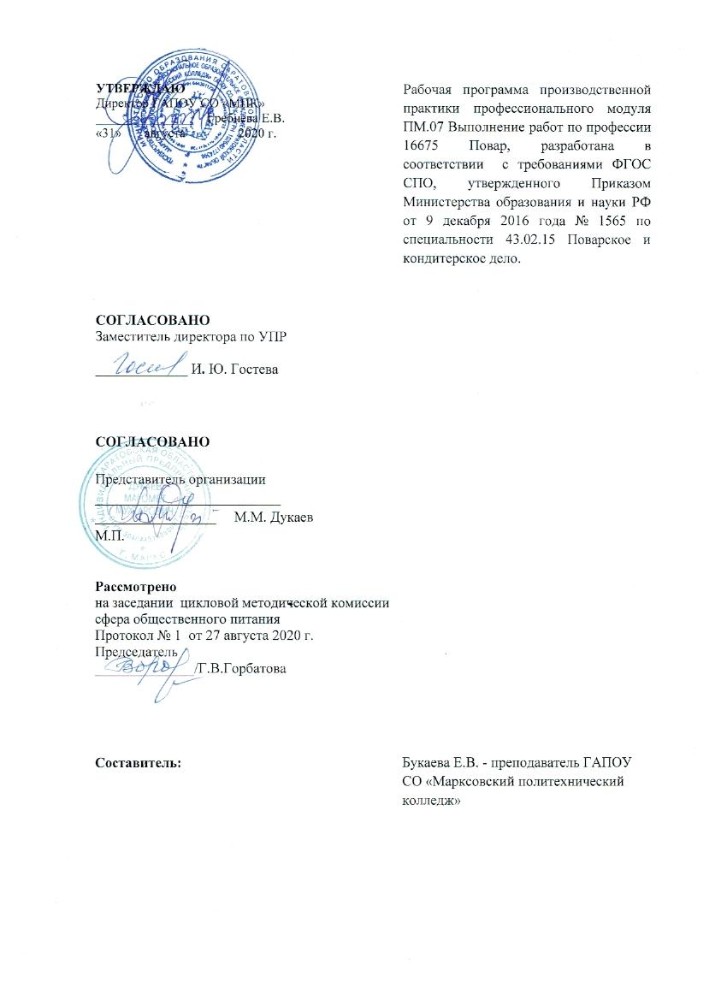 УТВЕРЖДАЮ
Директор ГАПОУ СО «МПК»
Гребнева Е.В.
«31» августа 2020 г.
Рабочая программа производственной
практики профессионального модуля
ПМ.07 Выполнение работ по профессии
16675 Повар, разработана в
соответствии с требованиями ФГОС
СПО, утвержденного Приказом
Министерства образования и науки РФ
от 9 декабря 2016 года № 1565 по
специальности 43.02.15 Поварское и
кондитерское дело.
СОГЛАСОВАНО
Заместитель директора по УПР
И. Ю. Гостева
СОГЛАСОВАНО
Представитель организации
М.М. Дукаев
М.П.
Г. МАРКС
Рассмотрено
на заседании цикловой методической комиссии
сфера общественного питания
Протокол № 1 от 27 августа 2020 г.
Председатель
/Г.В.Горбатова
Составитель:
Букаева Е.В. - преподаватель ГАПОУ
СО «Марксовский политехнический
колледж»